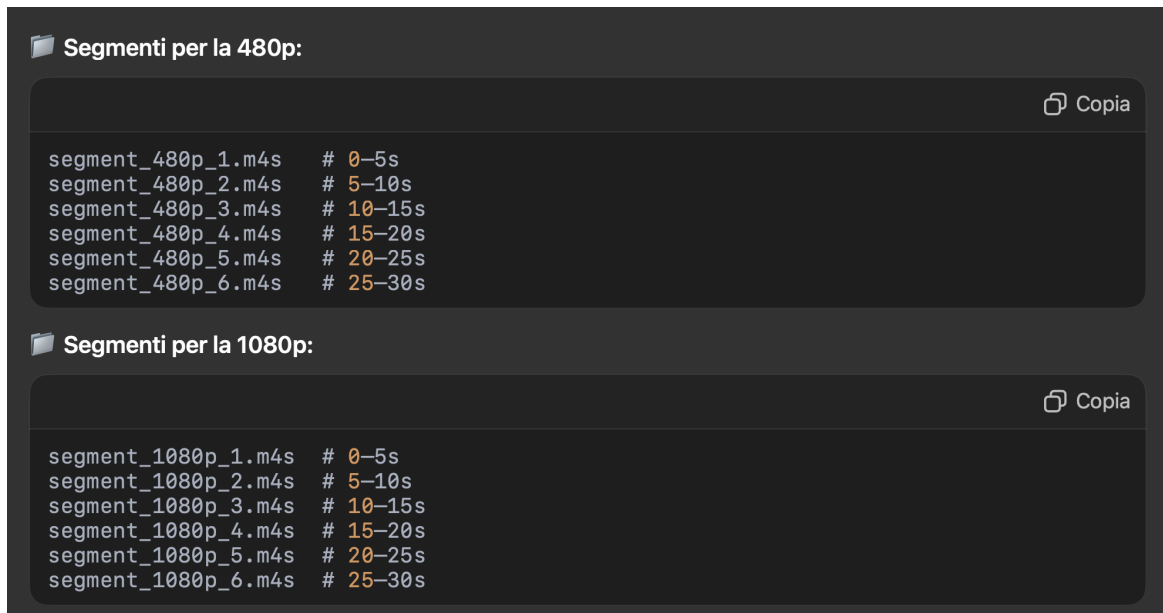 Segmenti per la 480p:
Copia
segment_480p_1.m4s # 0–5s
segment_480p_2.m4s # 5–10s
segment_480p_3.m4s # 10–15s
segment_480p_4.m4s # 15–20s
segment_480p_5.m4s # 20–25s
segment_480p_6.m4s # 25–30s
Segmenti per la 1080p:
Copia
segment_1080p_1.m4s # 0–5s
segment_1080p_2.m4s # 5–10s
segment_1080p_3.m4s # 10–15s
segment_1080p_4.m4s # 15–20s
segment_1080p_5.m4s # 20–25s
segment_1080p_6.m4s # 25–30s